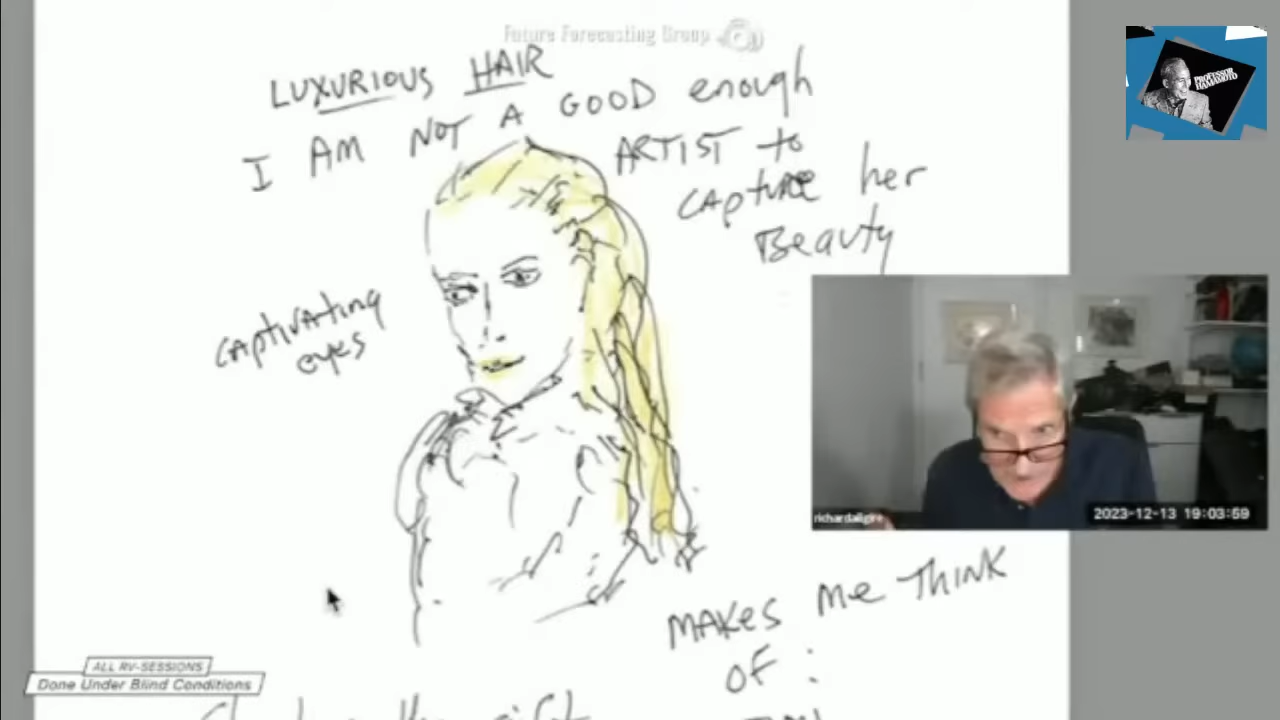 Future Forecasting Group
PROFESSOR
HAMAMOTO
LUXURIOUS HAIR
I AM NOT A GOOD enough
ARTIST to
CAPTURE her
Beauty
CAPTIVATING
eyes
richardallgire
2023-12-13 19:03:59
MAKES me THINK
OF :
ALL RV-SESSIONS
Done Under Blind Conditions